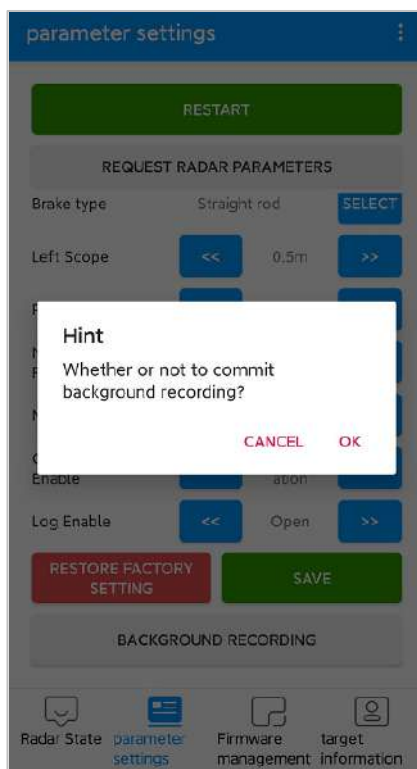 parameter settings
RESTART
REQUEST RADAR PARAMETERS
Brake type Straight rod SELECT
Left Scope << 0.5m >>
Hint
Whether or not to commit
background recording?
CANCEL OK
Enable ation
Log Enable << Open >>
RESTORE FACTORY
SETTING
SAVE
BACKGROUND RECORDING
Radar State parameter Firmware target
settings management information